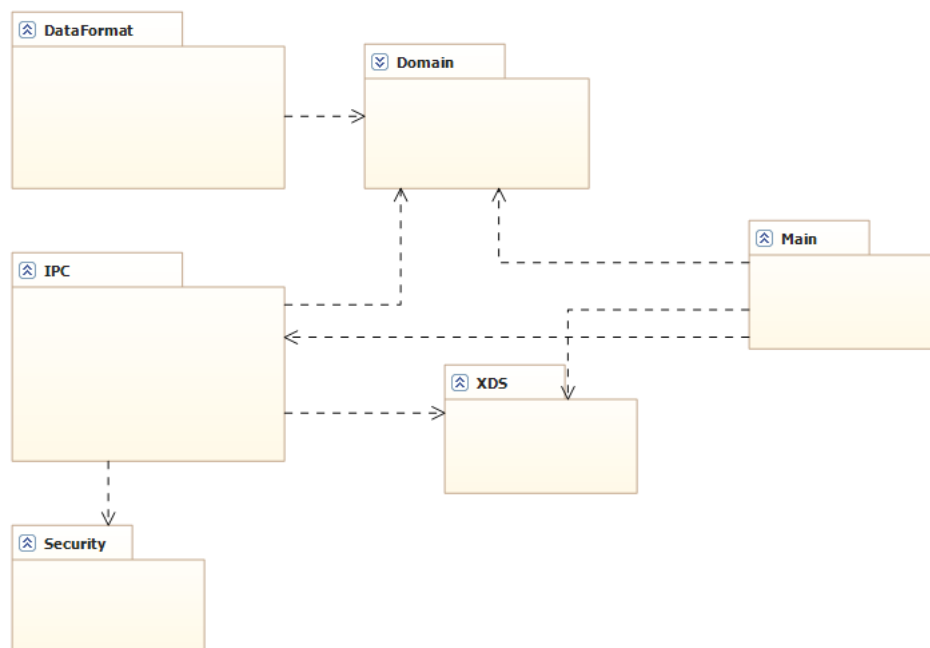 DataFormat
Domain
Main
IPC
XDS
Security